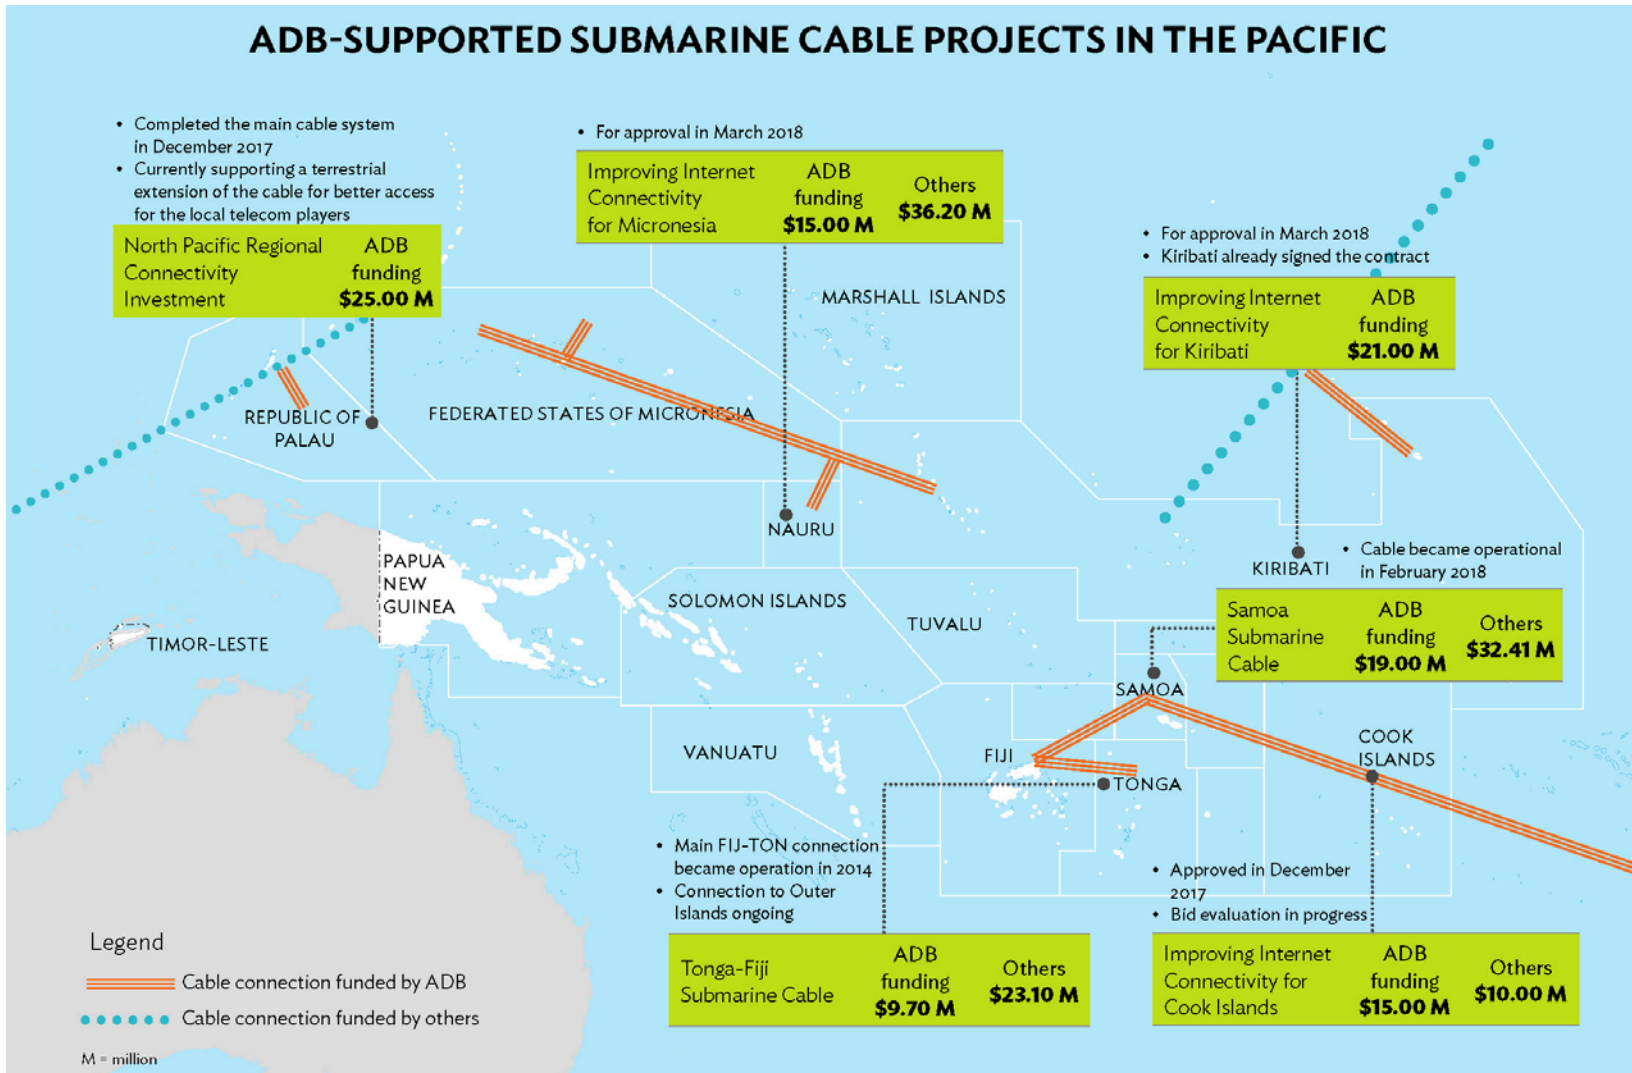 ADB-SUPPORTED SUBMARINE CABLE PROJECTS IN THE PACIFIC
• Completed the main cable system
in December 2017
• Currently supporting a terrestrial
extension of the cable for better access
for the local telecom players
North Pacific Regional
Connectivity
Investment
ADB
funding
$25.00 M
• For approval in March 2018
Improving Internet
Connectivity
for Micronesia
ADB
funding
$15.00 M
Others
$36.20 M
• For approval in March 2018
• Kiribati already signed the contract
Improving Internet
Connectivity
for Kiribati
ADB
funding
$21.00 M
MARSHALL ISLANDS
REPUBLIC OF
PALAU
FEDERATED STATES OF MICRONESIA
NAURU
PAPUA
NEW
GUINEA
SOLOMON ISLANDS
TUVALU
KIRIBATI
TIMOR-LESTE
• Cable became operational
in February 2018
Samoa
Submarine
Cable
ADB
funding
$19.00 M
Others
$32.41 M
SAMOA
VANUATU
FIJI
TONGA
COOK
ISLANDS
• Main FIJ-TON connection
became operation in 2014
• Connection to Outer
Islands ongoing
Tonga-Fiji
Submarine Cable
ADB
funding
$9.70 M
Others
$23.10 M
• Approved in December
2017
• Bid evaluation in progress
Improving Internet
Connectivity for
Cook Islands
ADB
funding
$15.00 M
Others
$10.00 M
Legend
Cable connection funded by ADB
Cable connection funded by others
M = million